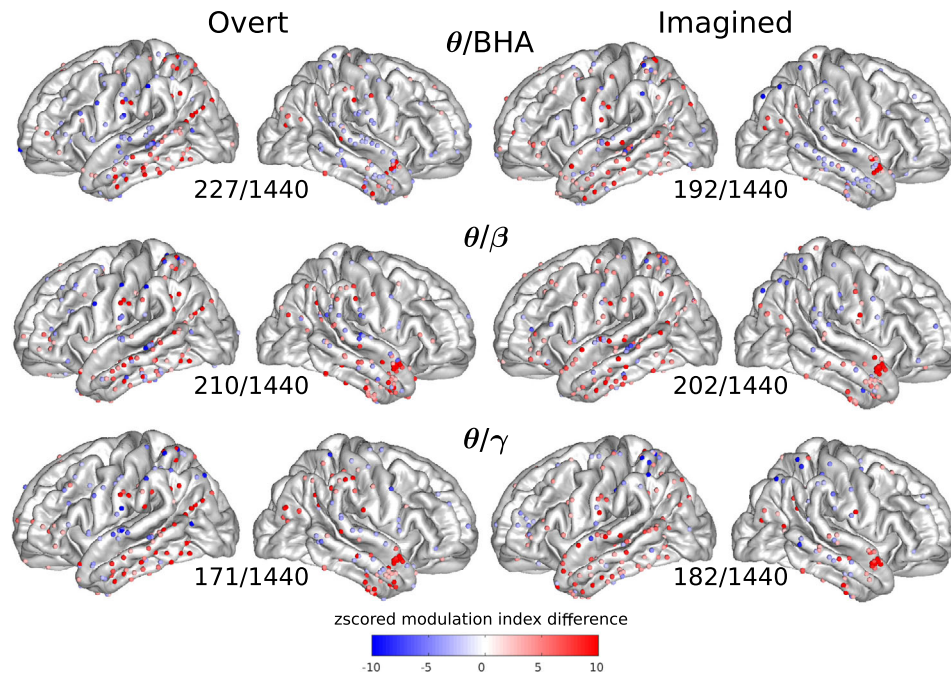 Overt
Imagined
θ/BHA
227/1440
192/1440
θ/β
210/1440
202/1440
θ/γ
171/1440
182/1440
zscored modulation index difference
-10 -5 0 5 10